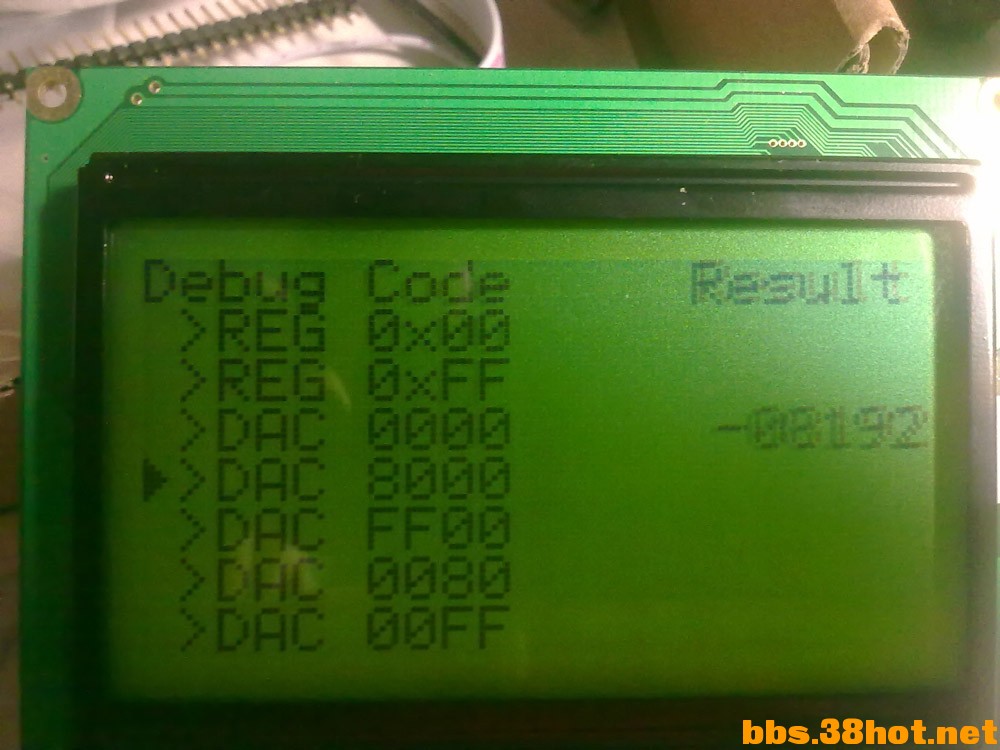 Debug Code Result
>REG 0x00
>REG 0xFF
>DAC 0000 -08192
>DAC 8000
>DAC FF00
>DAC 0080
>DAC 00FF
bbs.38hot.net